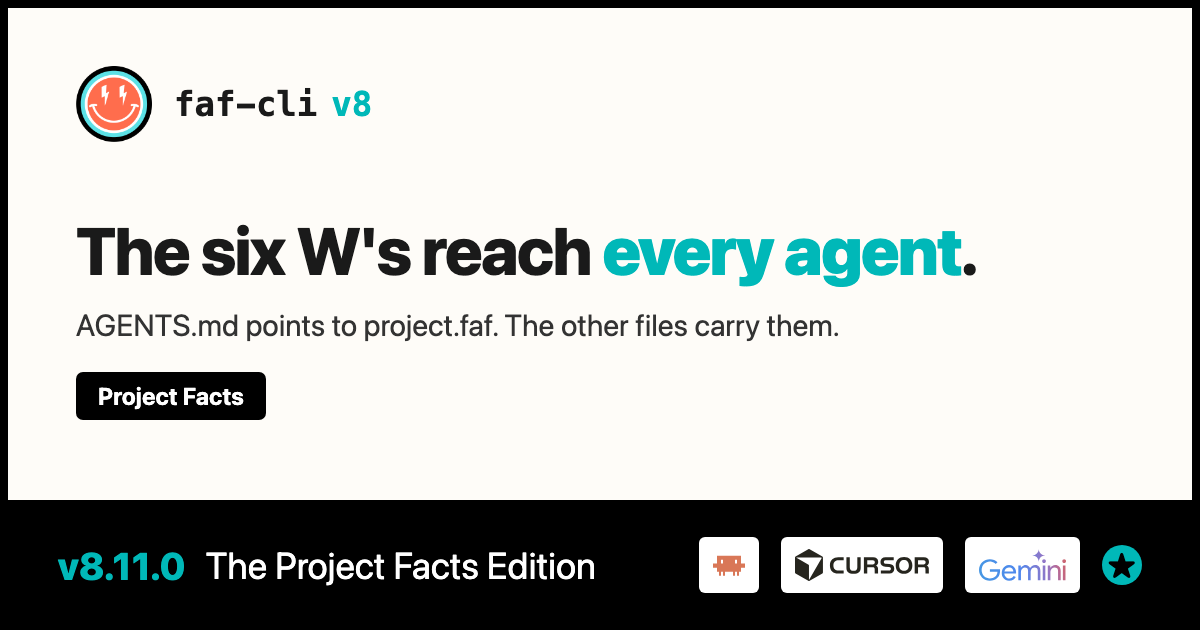 faf-cli v8
The six W's reach every agent.
AGENTS.md points to project.faf. The other files carry them.
Project Facts
v8.11.0 The Project Facts Edition
CURSOR
Gemini